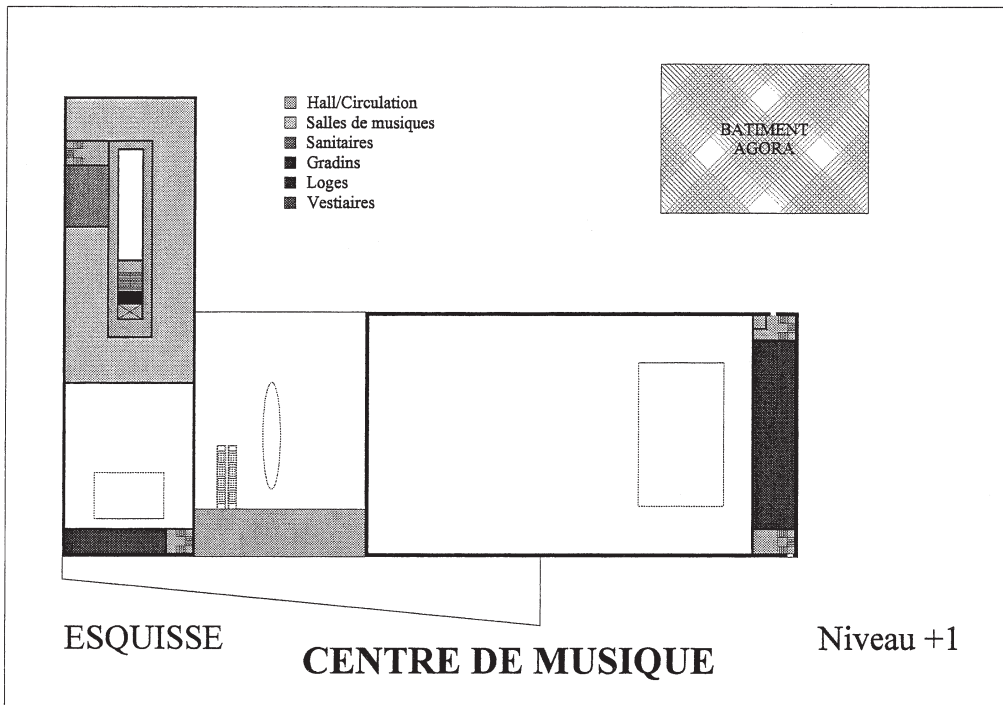 Hall/Circulation
Salles de musiques
Sanitaires
Gradins
Loges
Vestiaires
BATIMENT
AGORA
ESQUISSE
CENTRE DE MUSIQUE
Niveau +1